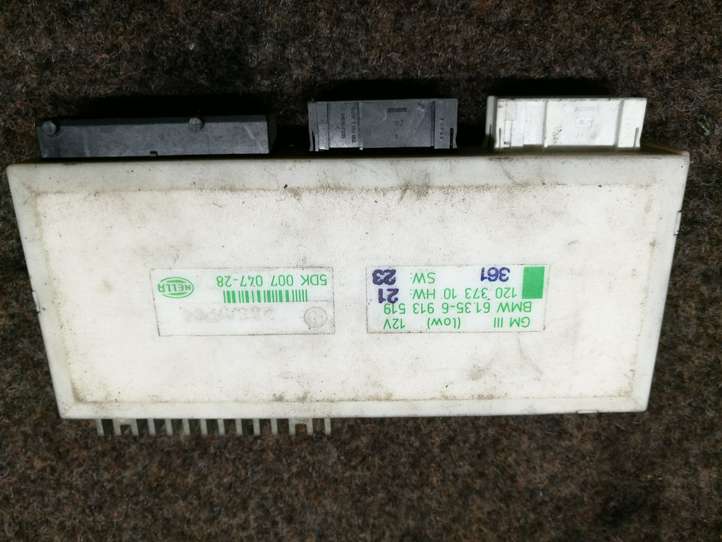 GM III (low) 12V
BMW 61.35-6 913 519
120 373 10 HW: 21
361 SW: 23
5DK 007 047-28
HELLA